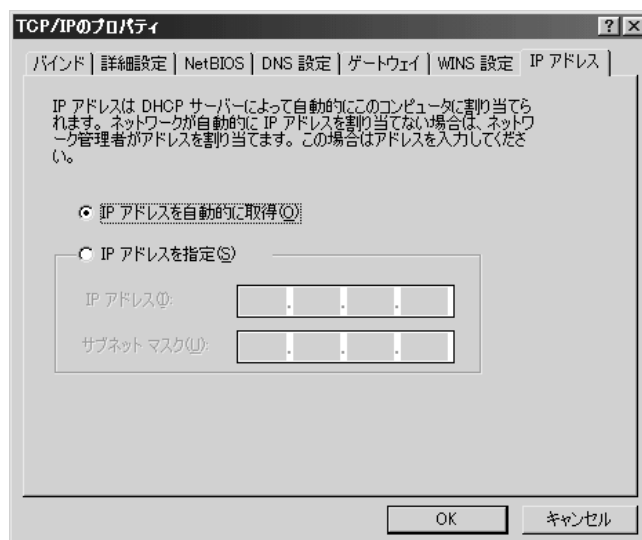 TCP/IPのプロパティ
バインド 詳細設定 NetBIOS DNS 設定 ゲートウェイ WINS 設定 IP アドレス
IP アドレスは DHCP サーバーによって自動的にこのコンピュータに割り当てら
れます。ネットワークが自動的に IP アドレスを割り当てない場合は、ネットワ
ーク管理者がアドレスを割り当てます。この場合はアドレスを入力してくださ
い。
IP アドレスを自動的に取得(O)
IP アドレスを指定(S)
IP アドレス(I):
サブネット マスク(U):
OK キャンセル